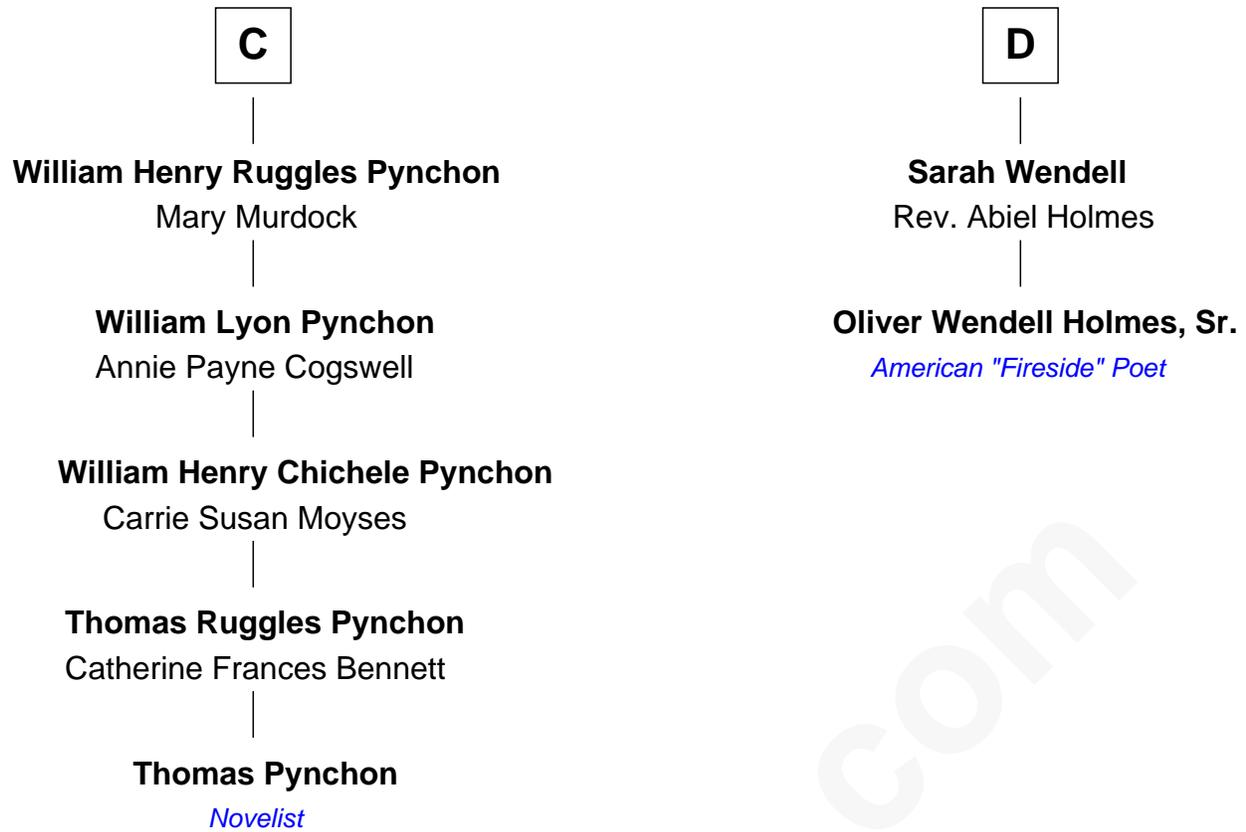 C
William Henry Ruggles Pynchon
Mary Murdock
William Lyon Pynchon
Annie Payne Cogswell
William Henry Chichele Pynchon
Carrie Susan Moyses
Thomas Ruggles Pynchon
Catherine Frances Bennett
Thomas Pynchon
Novelist
D
Sarah Wendell
Rev. Abiel Holmes
Oliver Wendell Holmes, Sr.
American "Fireside" Poet
com